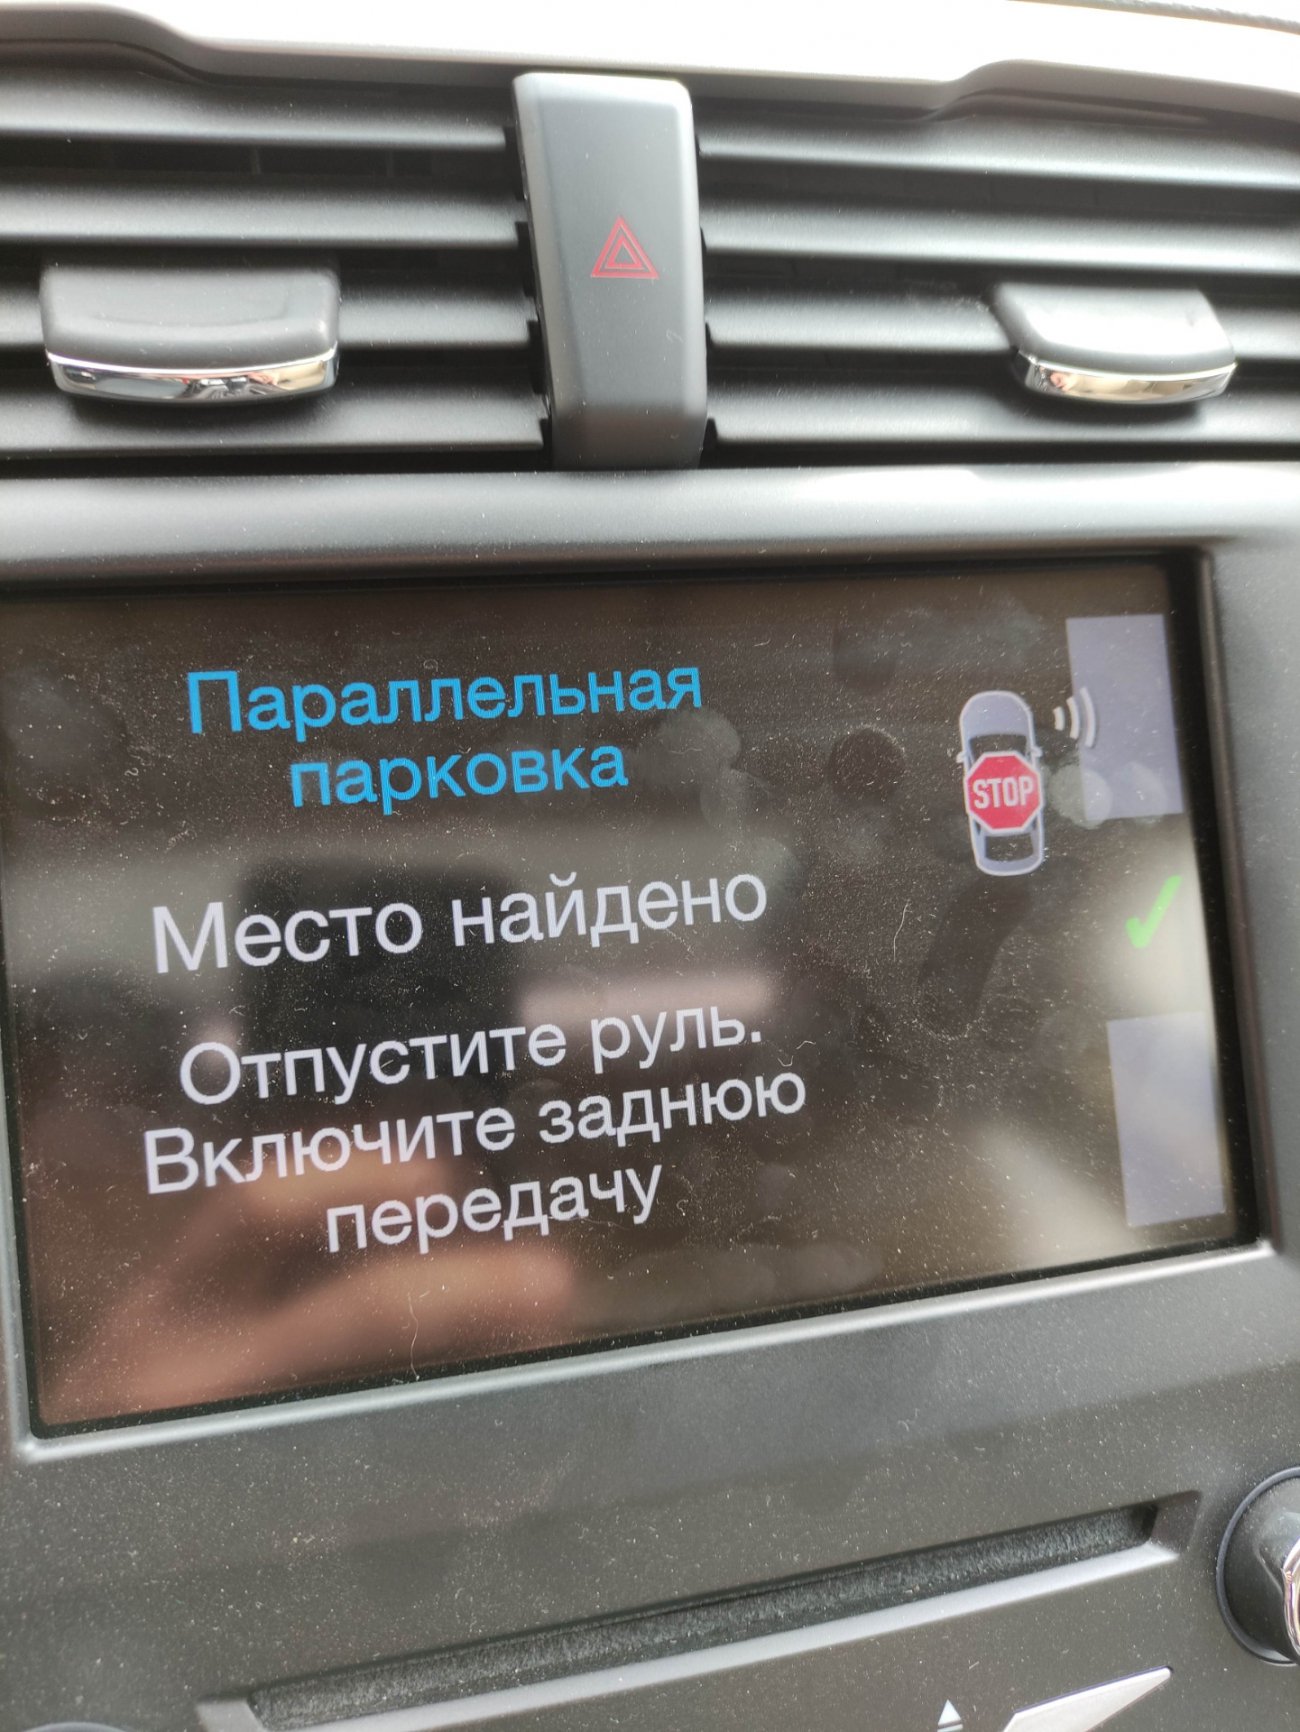 Параллельная
парковка
STOP
Место найдено
Отпустите руль.
Включите заднюю
передачу